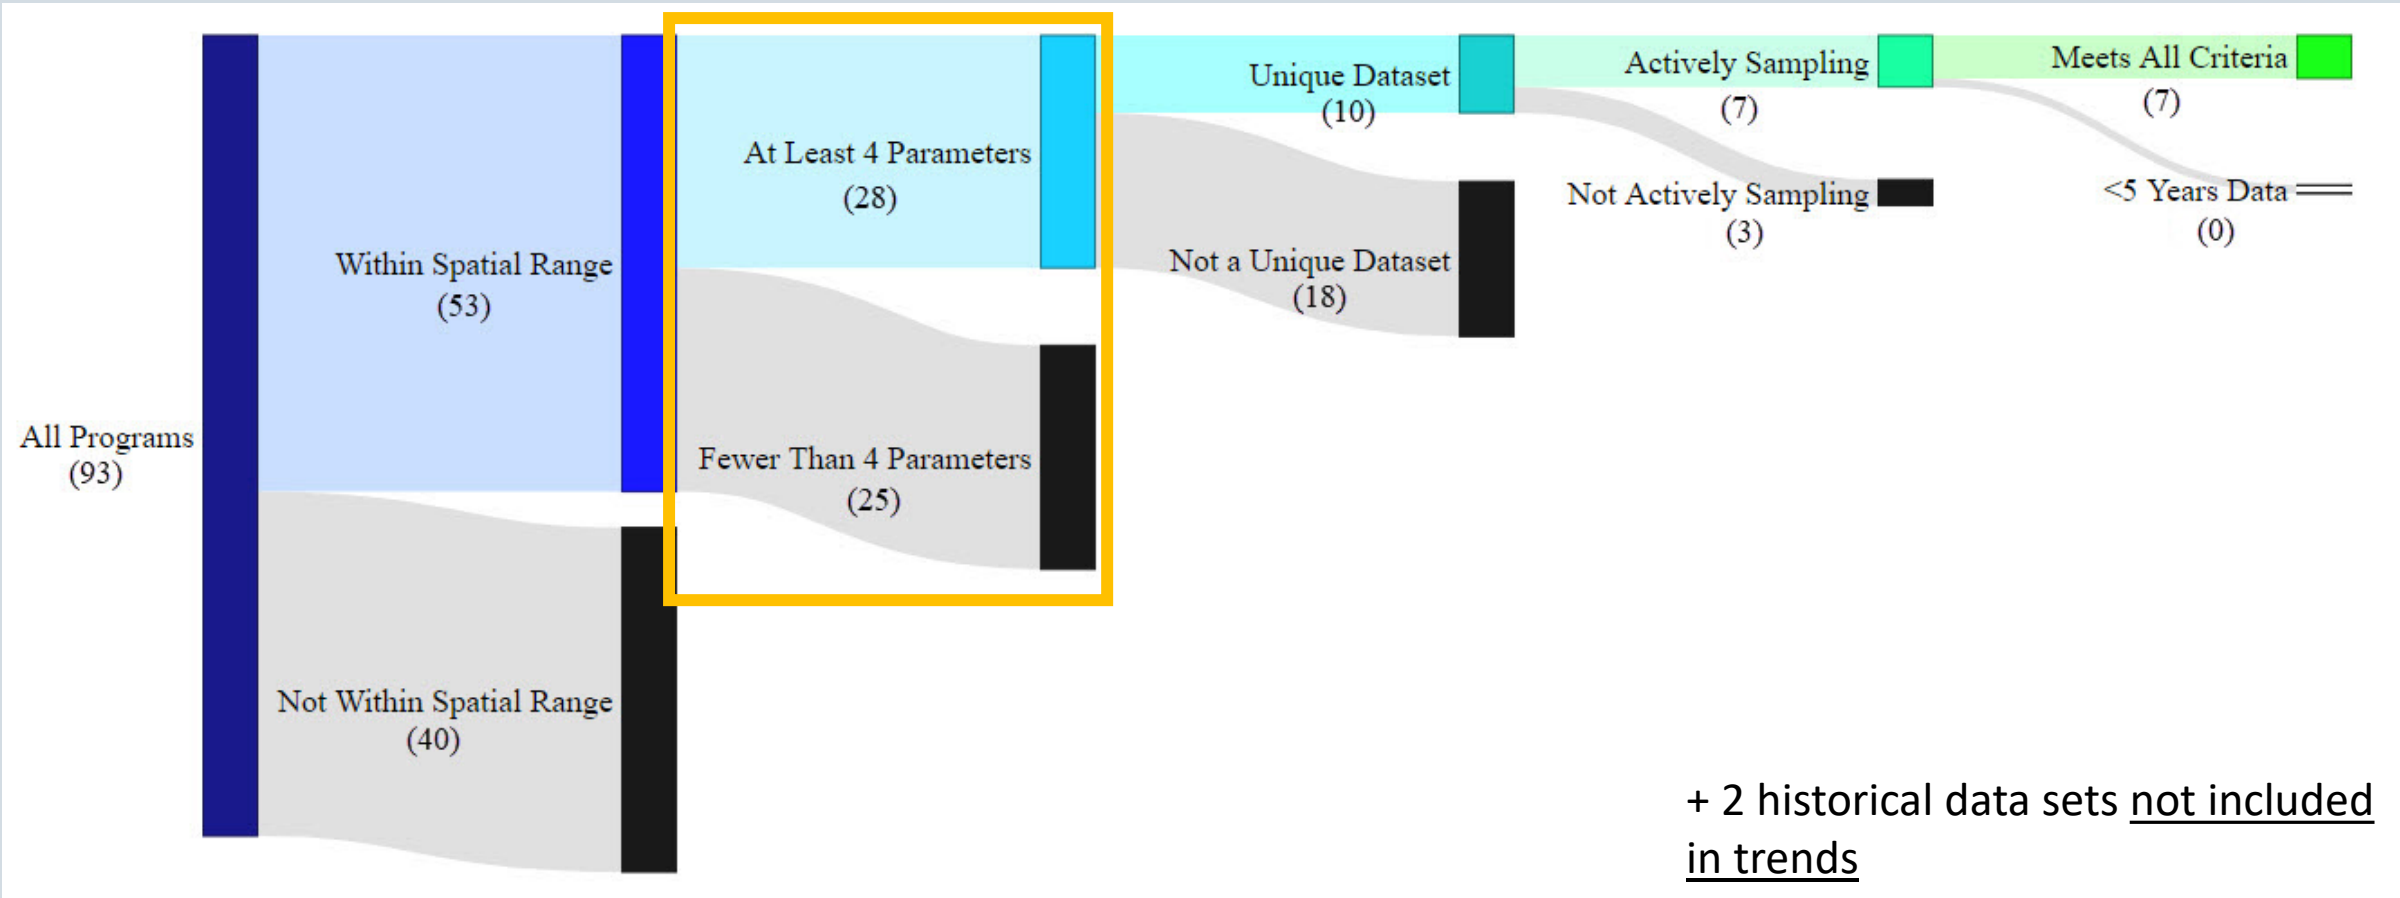 All Programs
(93)
Within Spatial Range
(53)
Not Within Spatial Range
(40)
At Least 4 Parameters
(28)
Fewer Than 4 Parameters
(25)
Unique Dataset
(10)
Not a Unique Dataset
(18)
Actively Sampling
(7)
Not Actively Sampling
(3)
Meets All Criteria
(7)
<5 Years Data
(0)
+ 2 historical data sets not included
in trends